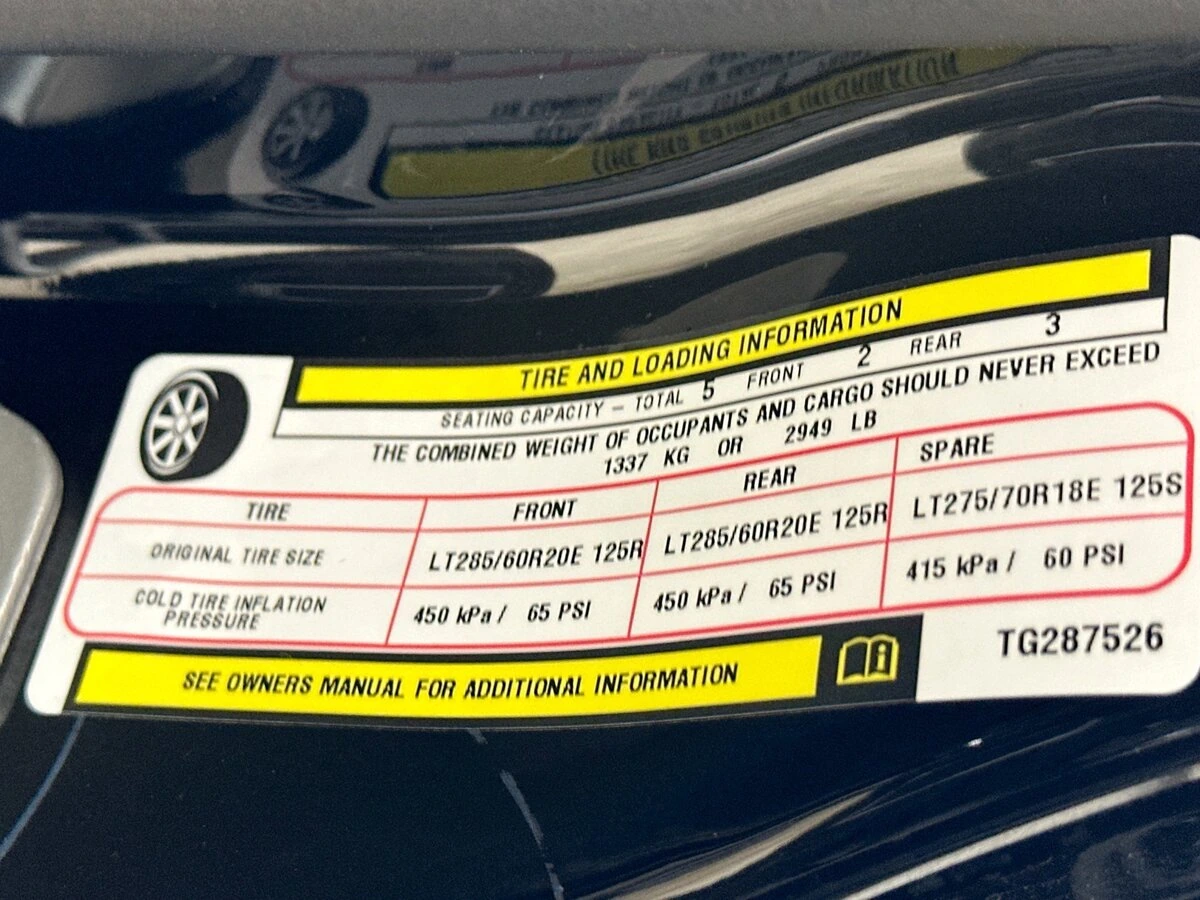 TIRE AND LOADING INFORMATION
SEATING CAPACITY – TOTAL 5 FRONT 2 REAR 3
THE COMBINED WEIGHT OF OCCUPANTS AND CARGO SHOULD NEVER EXCEED
1337 KG OR 2949 LB
TIRE FRONT REAR SPARE
ORIGINAL TIRE SIZE LT285/60R20E 125R LT285/60R20E 125R LT275/70R18E 125S
COLD TIRE INFLATION
PRESSURE 450 kPa / 65 PSI 450 kPa / 65 PSI 415 kPa / 60 PSI
SEE OWNERS MANUAL FOR ADDITIONAL INFORMATION
TG287526